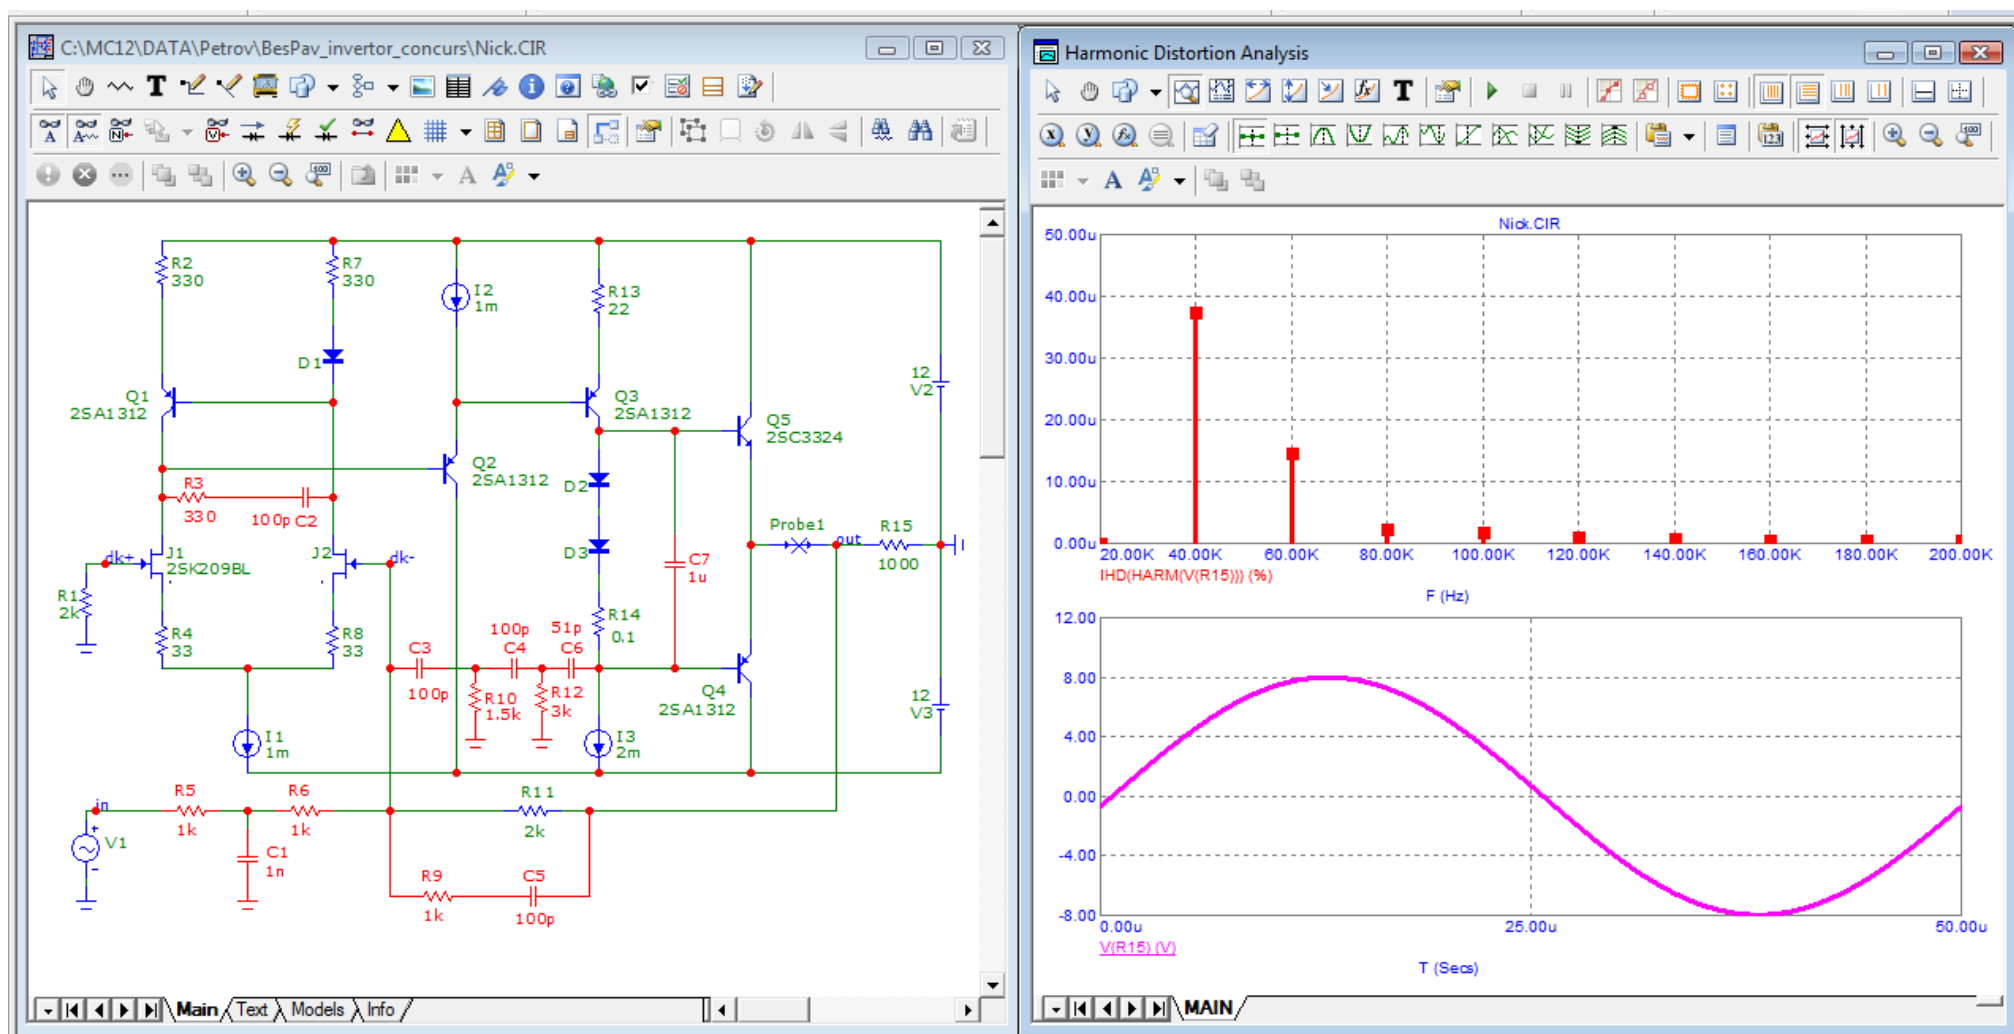 C:\MC12\DATA\Petrov\BesPav_invertor_concurs\Nick.CIR
R2
330
R7
330
I2
1m
R13
22
D1
12
V2
Q1
2SA1312
Q3
2SA1312
Q5
2SC3324
Q2
2SA1312
D2
R3
330
100p C2
Probe1
out
R15
1000
dk+
J1
2SK209BL
J2
dk-
D3
C7
1u
R1
2k
R4
33
R8
33
C3
100p
100p
C4
51p
C6
R14
0.1
R10
1.5k
R12
3k
Q4
2SA1312
12
V3
I1
1m
I3
2m
in
R5
1k
R6
1k
R11
2k
V1
C1
1n
R9
1k
C5
100p
Main
Text
Models
Info
Harmonic Distortion Analysis
Nick.CIR
50.00u
40.00u
30.00u
20.00u
10.00u
0.00u
20.00K 40.00K 60.00K 80.00K 100.00K 120.00K 140.00K 160.00K 180.00K 200.00K
IHD(HARM(V(R15))) (%)
F (Hz)
12.00
8.00
4.00
0.00
-4.00
-8.00
0.00u 25.00u 50.00u
V(R15) (V)
T (Secs)
MAIN